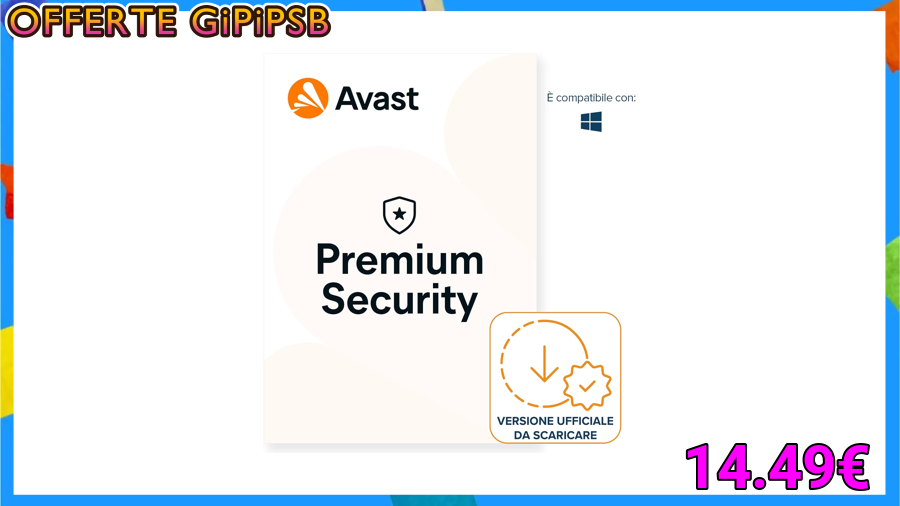 OFFERTE GiPiPSB
Avast
È compatibile con:
Premium
Security
VERSIONE UFFICIALE
DA SCARICARE
14.49€